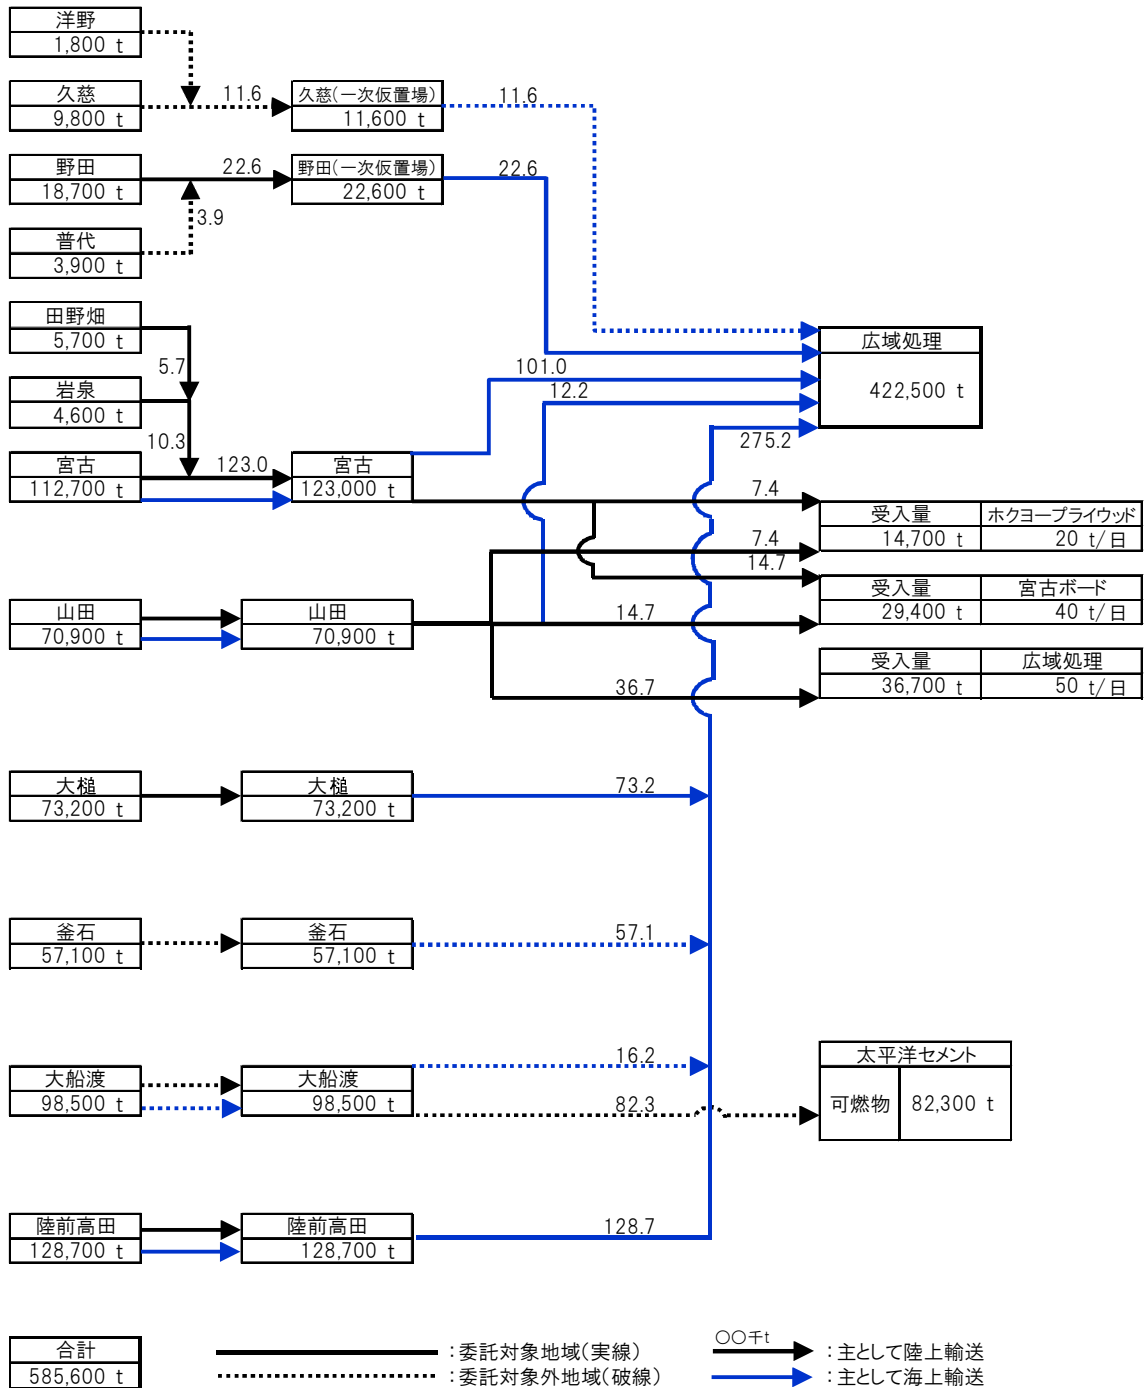 洋野
1,800 t
久慈
9,800 t
11.6
久慈(一次仮置場)
11,600 t
11.6
野田
18,700 t
22.6
野田(一次仮置場)
22,600 t
22.6
3.9
普代
3,900 t
田野畑
5,700 t
5.7
岩泉
4,600 t
10.3
宮古
112,700 t
123.0
宮古
123,000 t
101.0
12.2
275.2
広域処理
422,500 t
7.4
受入量 ホクヨープライウッド
14,700 t 20 t/日
7.4
14.7
受入量 宮古ボード
29,400 t 40 t/日
山田
70,900 t
山田
70,900 t
14.7
36.7
受入量 広域処理
36,700 t 50 t/日
大槌
73,200 t
大槌
73,200 t
73.2
釜石
57,100 t
釜石
57,100 t
57.1
大船渡
98,500 t
大船渡
98,500 t
16.2
82.3
太平洋セメント
可燃物 82,300 t
陸前高田
128,700 t
陸前高田
128,700 t
128.7
合計
585,600 t
:委託対象地域(実線)
:委託対象外地域(破線)
○○千t
:主として陸上輸送
:主として海上輸送